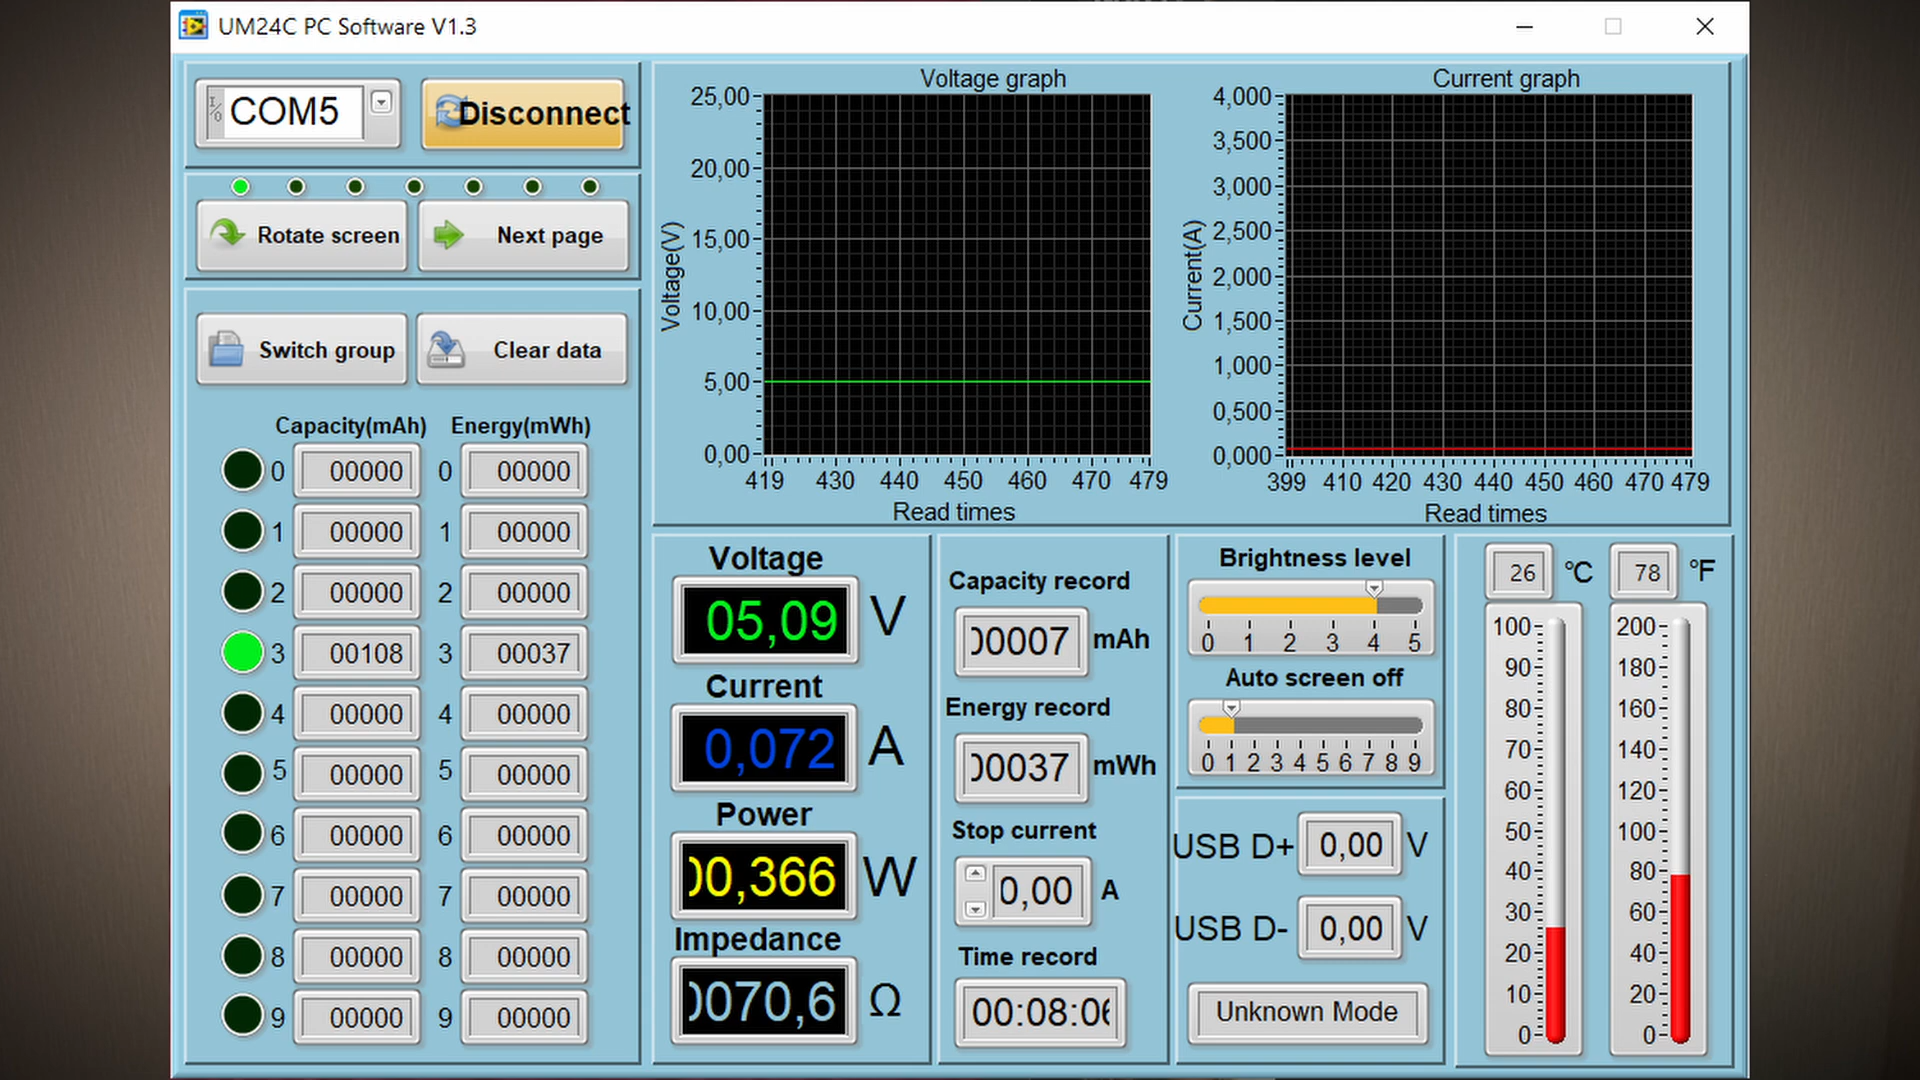 UM24C PC Software V1.3
COM5
Disconnect
Rotate screen
Next page
Switch group
Clear data
Capacity(mAh) Energy(mWh)
0 00000 0 00000
1 00000 1 00000
2 00000 2 00000
3 00108 3 00037
4 00000 4 00000
5 00000 5 00000
6 00000 6 00000
7 00000 7 00000
8 00000 8 00000
9 00000 9 00000
Voltage graph
Voltage(V)
25,00
20,00
15,00
10,00
5,00
0,00
419 430 440 450 460 470 479
Read times
Current graph
Current(A)
4,000
3,500
3,000
2,500
2,000
1,500
1,000
0,500
0,000
399 410 420 430 440 450 460 470 479
Read times
Voltage
05,09 V
Current
0,072 A
Power
00,366 W
Impedance
0070,6 Ω
Capacity record
00007 mAh
Energy record
00037 mWh
Stop current
0,00 A
Time record
00:08:06
Brightness level
0 1 2 3 4 5
Auto screen off
0 1 2 3 4 5 6 7 8 9
USB D+ 0,00 V
USB D- 0,00 V
Unknown Mode
26 °C
100
90
80
70
60
50
40
30
20
10
0
78 °F
200
180
160
140
120
100
80
60
40
20
0